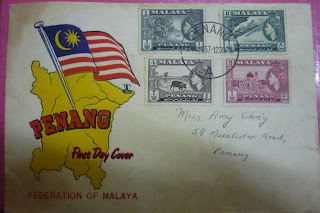 MALAYA
MALAYA
PENANG
PENANG
PENANG
MALAYA
MALAYA
PENANG
PENANG
PENANG
First Day Cover
Miss. Amy
58 Macalister Road,
Penang
FEDERATION OF MALAYA